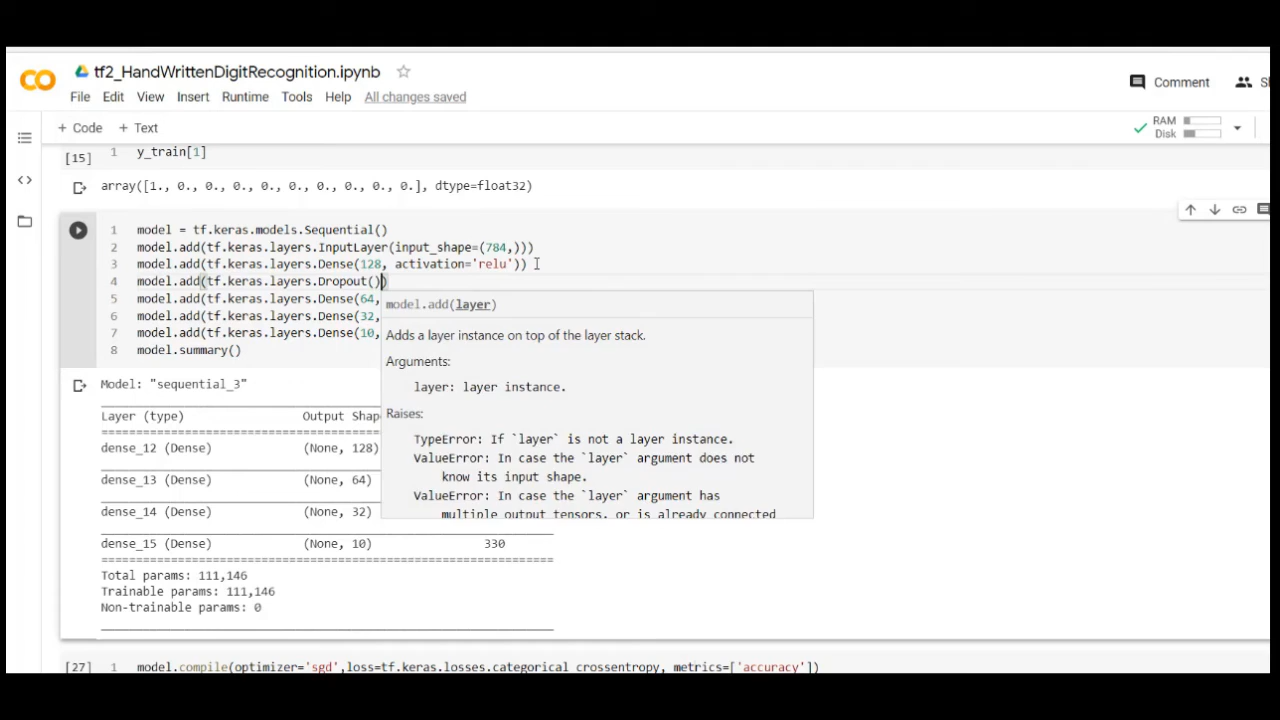 tf2_HandWrittenDigitRecognition.ipynb
Comment
File Edit View Insert Runtime Tools Help All changes saved
+ Code + Text
RAM
Disk
[15] 1 y_train[1]
array([1., 0., 0., 0., 0., 0., 0., 0., 0., 0.], dtype=float32)
1 model = tf.keras.models.Sequential()
2 model.add(tf.keras.layers.InputLayer(input_shape=(784,)))
3 model.add(tf.keras.layers.Dense(128, activation='relu'))
4 model.add(tf.keras.layers.Dropout())
5 model.add(tf.keras.layers.Dense(64,
6 model.add(tf.keras.layers.Dense(32,
7 model.add(tf.keras.layers.Dense(10,
8 model.summary()
model.add(layer)
Adds a layer instance on top of the layer stack.
Arguments:
layer: layer instance.
Raises:
TypeError: If `layer` is not a layer instance.
ValueError: In case the `layer` argument does not
know its input shape.
ValueError: In case the `layer` argument has
multiple output tensors, or is already connected
Model: "sequential_3"
Layer (type) Output Shap
dense_12 (Dense) (None, 128)
dense_13 (Dense) (None, 64)
dense_14 (Dense) (None, 32)
dense_15 (Dense) (None, 10) 330
Total params: 111,146
Trainable params: 111,146
Non-trainable params: 0
[27] 1 model.compile(optimizer='sgd',loss=tf.keras.losses.categorical_crossentropy, metrics=['accuracy'])